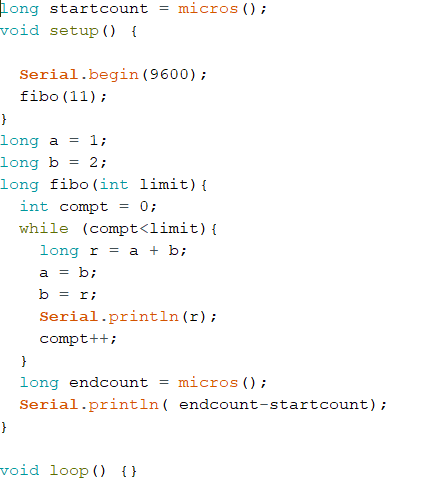 long startcount = micros();
void setup() {
  Serial.begin(9600);
  fibo(11);
}
long a = 1;
long b = 2;
long fibo(int limit){
  int compt = 0;
  while (compt<limit){
    long r = a + b;
    a = b;
    b = r;
    Serial.println(r);
    compt++;
  }
  long endcount = micros();
  Serial.println( endcount-startcount);
}
void loop() {}